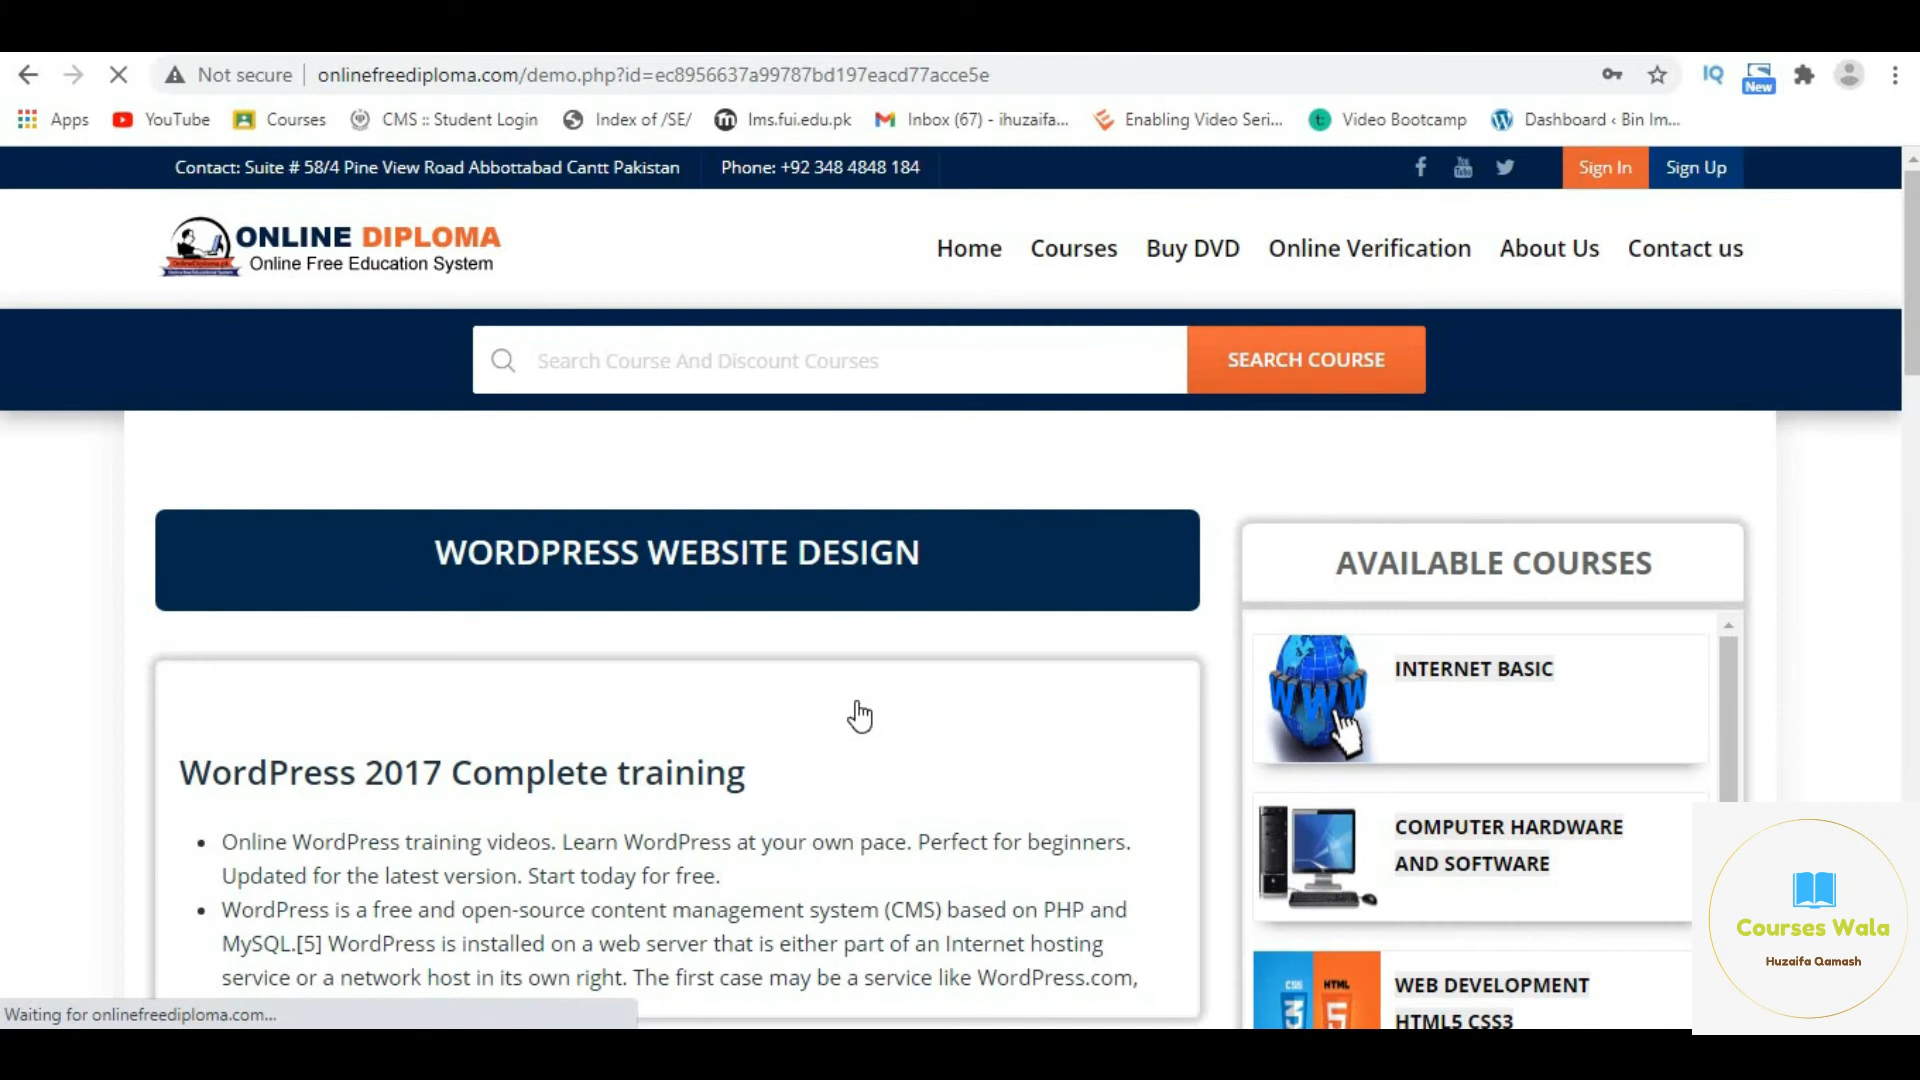 Not secure onlinefreediploma.com/demo.php?id=ec8956637a99787bd197eacd77acce5e
IQ
New
Apps YouTube Courses CMS :: Student Login Index of /SE/ lms.fui.edu.pk Inbox (67) - ihuzaifa... Enabling Video Seri... Video Bootcamp Dashboard ‹ Bin Im...
Contact: Suite # 58/4 Pine View Road Abbottabad Cantt Pakistan Phone: +92 348 4848 184 Sign In Sign Up
ONLINE DIPLOMA
Online Free Education System
Home Courses Buy DVD Online Verification About Us Contact us
Search Course And Discount Courses SEARCH COURSE
WORDPRESS WEBSITE DESIGN
WordPress 2017 Complete training
• Online WordPress training videos. Learn WordPress at your own pace. Perfect for beginners.
Updated for the latest version. Start today for free.
• WordPress is a free and open-source content management system (CMS) based on PHP and
MySQL.[5] WordPress is installed on a web server that is either part of an Internet hosting
service or a network host in its own right. The first case may be a service like WordPress.com,
AVAILABLE COURSES
WWW
INTERNET BASIC
COMPUTER HARDWARE
AND SOFTWARE
CSS HTML
3 5
WEB DEVELOPMENT
HTML5 CSS3
Waiting for onlinefreediploma.com...
Courses Wala
Huzaifa Qamash